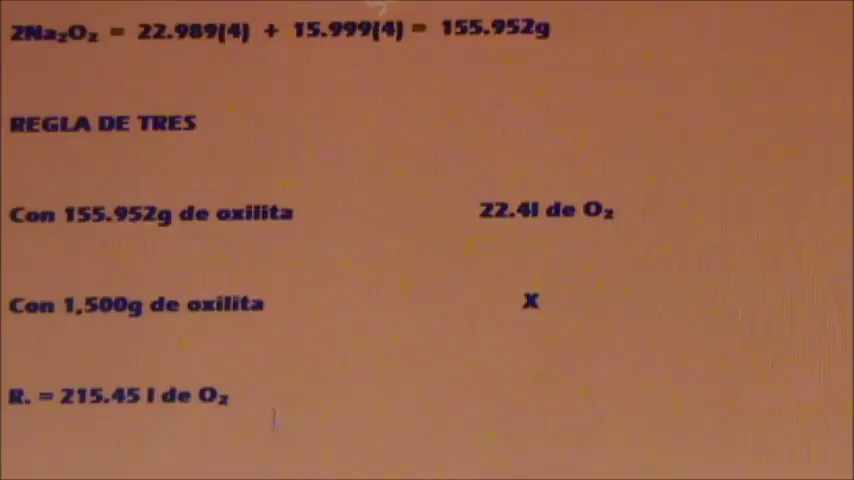 2Na₂O₂ = 22.989(4) + 15.999(4) = 155.952g
REGLA DE TRES
Con 155.952g de oxilita 22.4l de O₂
Con 1,500g de oxilita X
R. = 215.45 l de O₂